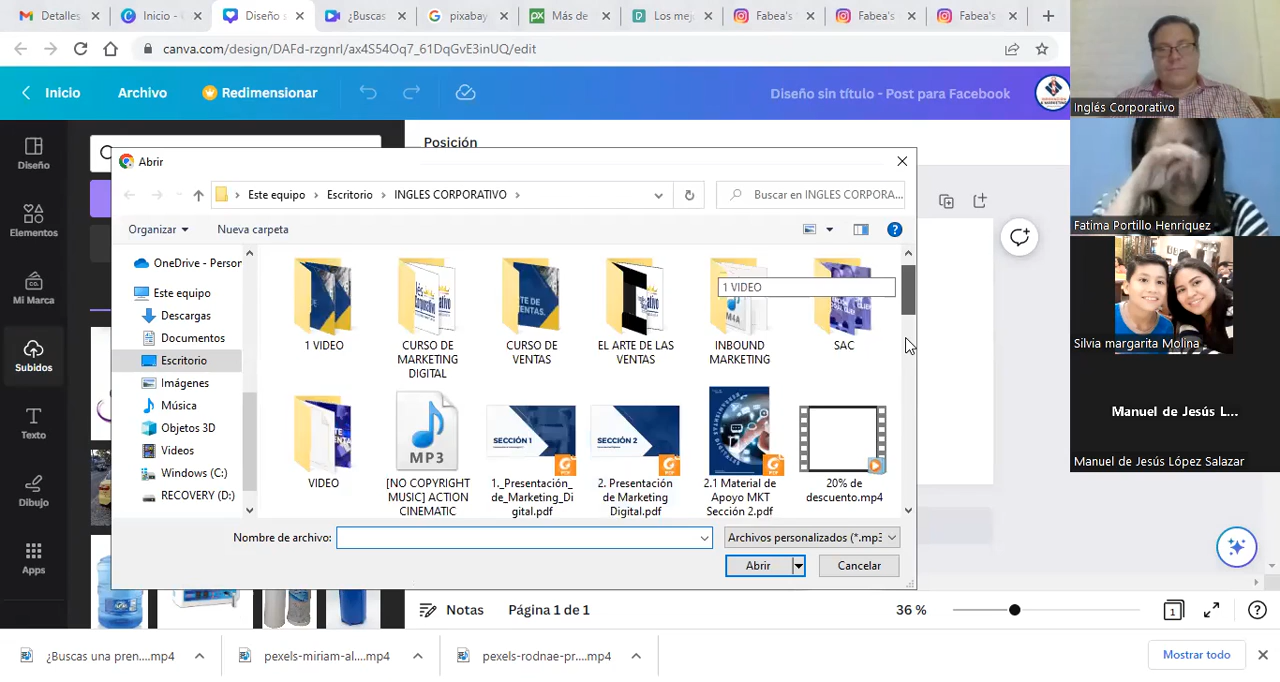 Detalles
Inicio - C
Diseño s
¿Buscas
pixabay
Más de
Los mej
Fabea's
Fabea's
Fabea's
canva.com/design/DAFd-rzgnrl/ax4S54Oq7_61DqGvE3inUQ/edit
Inicio
Archivo
Redimensionar
Diseño sin título - Post para Facebook
Diseño
Elementos
Mi Marca
Subidos
Texto
Dibujo
Apps
Posición
Abrir
Este equipo
Escritorio
INGLES CORPORATIVO
Buscar en INGLES CORPORA...
Organizar
Nueva carpeta
OneDrive - Person
Este equipo
Descargas
Documentos
Escritorio
Imágenes
Música
Objetos 3D
Videos
Windows (C:)
RECOVERY (D:)
1 VIDEO
1 VIDEO
CURSO DE
MARKETING
DIGITAL
CURSO DE
VENTAS
EL ARTE DE LAS
VENTAS
M4A
INBOUND
MARKETING
SAC
VIDEO
MP3
[NO COPYRIGHT
MUSIC] ACTION
CINEMATIC
SECCIÓN 1
PDF
1._Presentación_
de_Marketing_Di
gital.pdf
SECCIÓN 2
PDF
2. Presentación
de Marketing
Digital.pdf
PDF
2.1 Material de
Apoyo MKT
Sección 2.pdf
20% de
descuento.mp4
Nombre de archivo:
Archivos personalizados (*.mp3
Abrir
Cancelar
Notas
Página 1 de 1
36 %
1
¿Buscas una pren....mp4
pexels-miriam-al....mp4
pexels-rodnae-pr....mp4
Mostrar todo
Inglés Corporativo
Fatima Portillo Henriquez
Silvia margarita Molina
Manuel de Jesús L...
Manuel de Jesús López Salazar